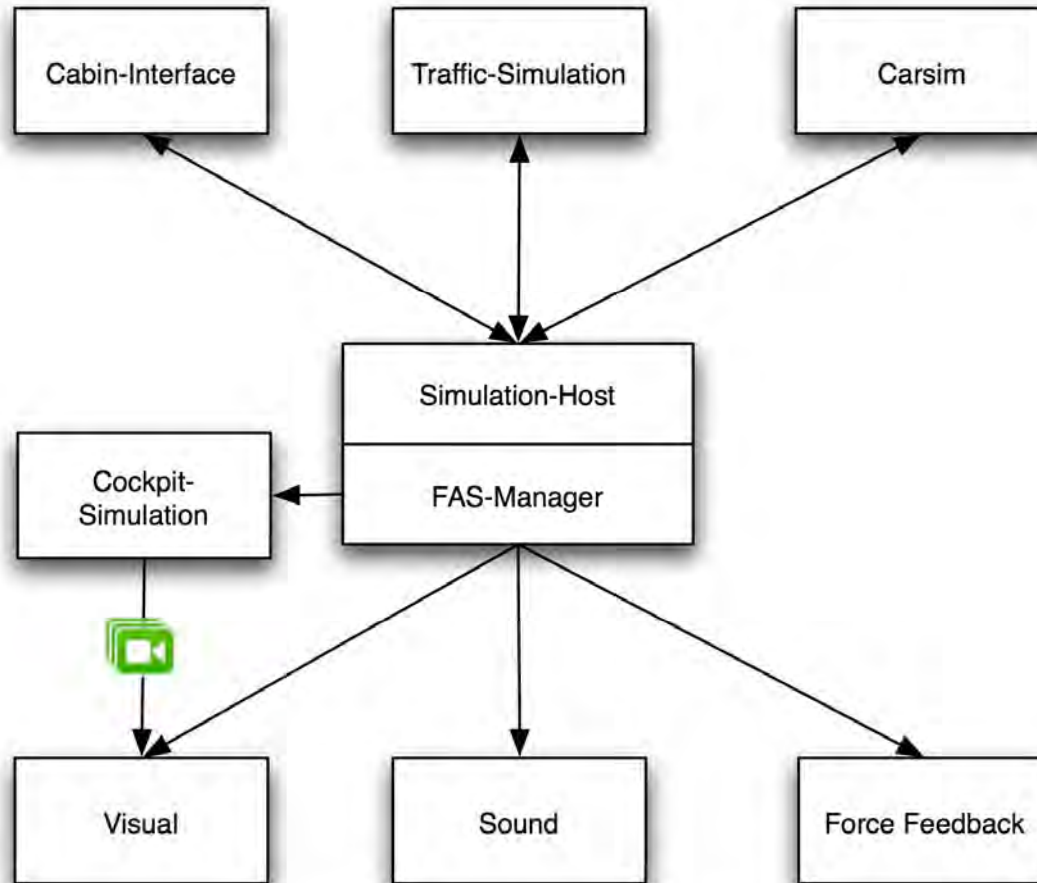 Cabin-Interface
Traffic-Simulation
Carsim
Simulation-Host
Cockpit-
Simulation
FAS-Manager
Visual
Sound
Force Feedback